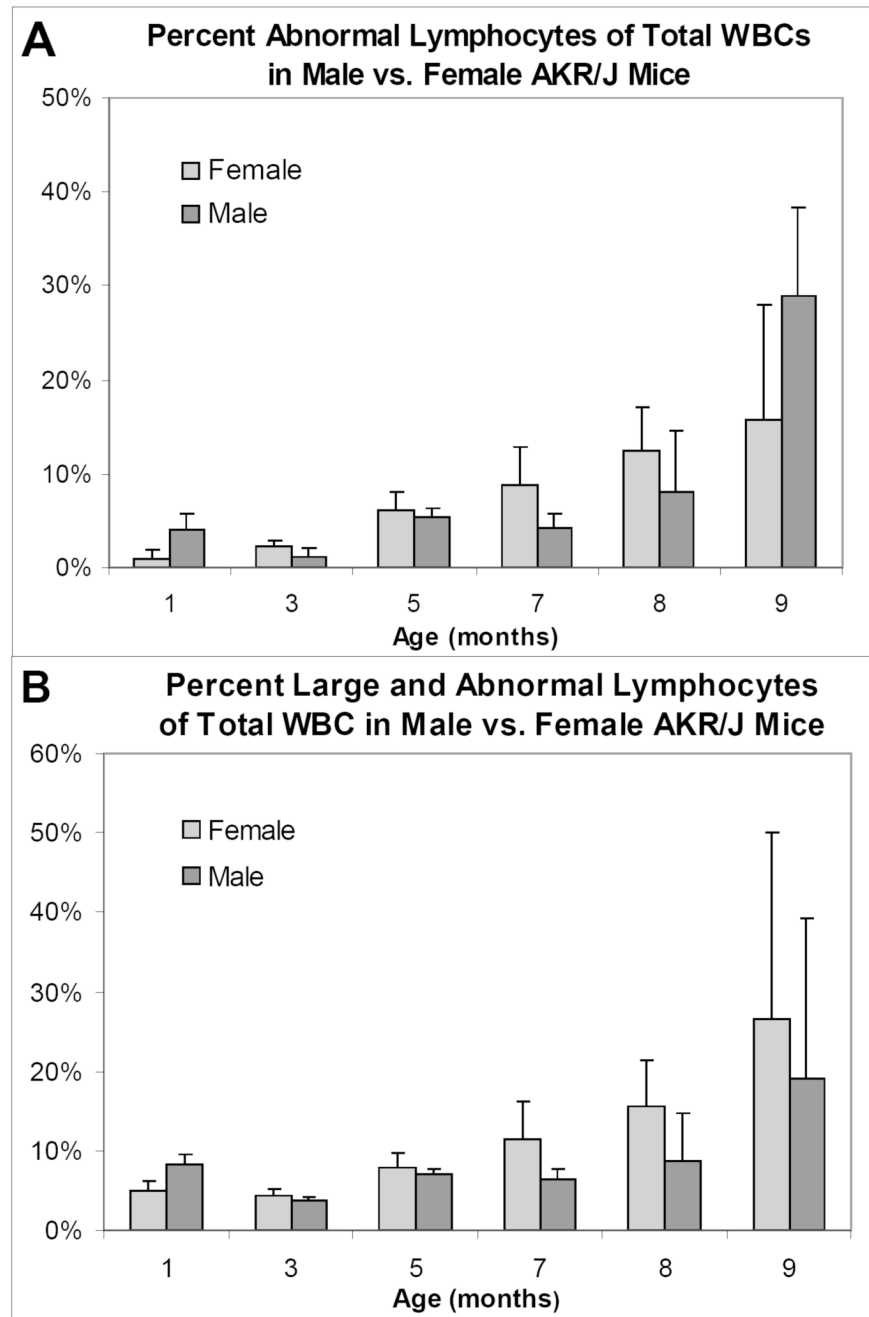 A
Percent Abnormal Lymphocytes of Total WBCs
in Male vs. Female AKR/J Mice
50%
40%
30%
20%
10%
0%
Female
Male
1 3 5 7 8 9
Age (months)
B
Percent Large and Abnormal Lymphocytes
of Total WBC in Male vs. Female AKR/J Mice
60%
50%
40%
30%
20%
10%
0%
Female
Male
1 3 5 7 8 9
Age (months)